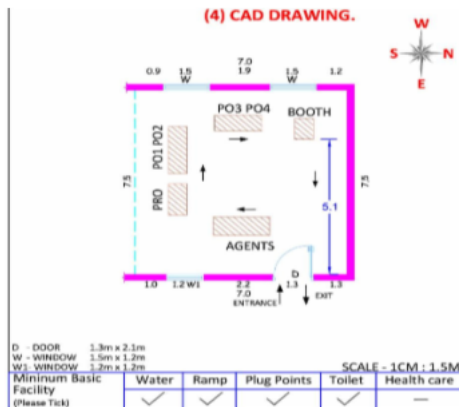 (4) CAD DRAWING.
W
S N
E
7.0
0.9 1.5 1.9 1.5 1.2
W W
PO3 PO4 BOOTH
PO1 PO2
PRO
7.5
7.5
5.1
AGENTS
D
1.0 1.2 W1 2.2 1.3 1.3
7.0
ENTRANCE EXIT
D - DOOR 1.3m x 2.1m
W - WINDOW 1.5m x 1.2m
W1- WINDOW 1.2m x 1.2m
SCALE - 1CM : 1.5M
Mininum Basic Facility (Please Tick) Water Ramp Plug Points Toilet Health care
✓ ✓ ✓ ✓ —